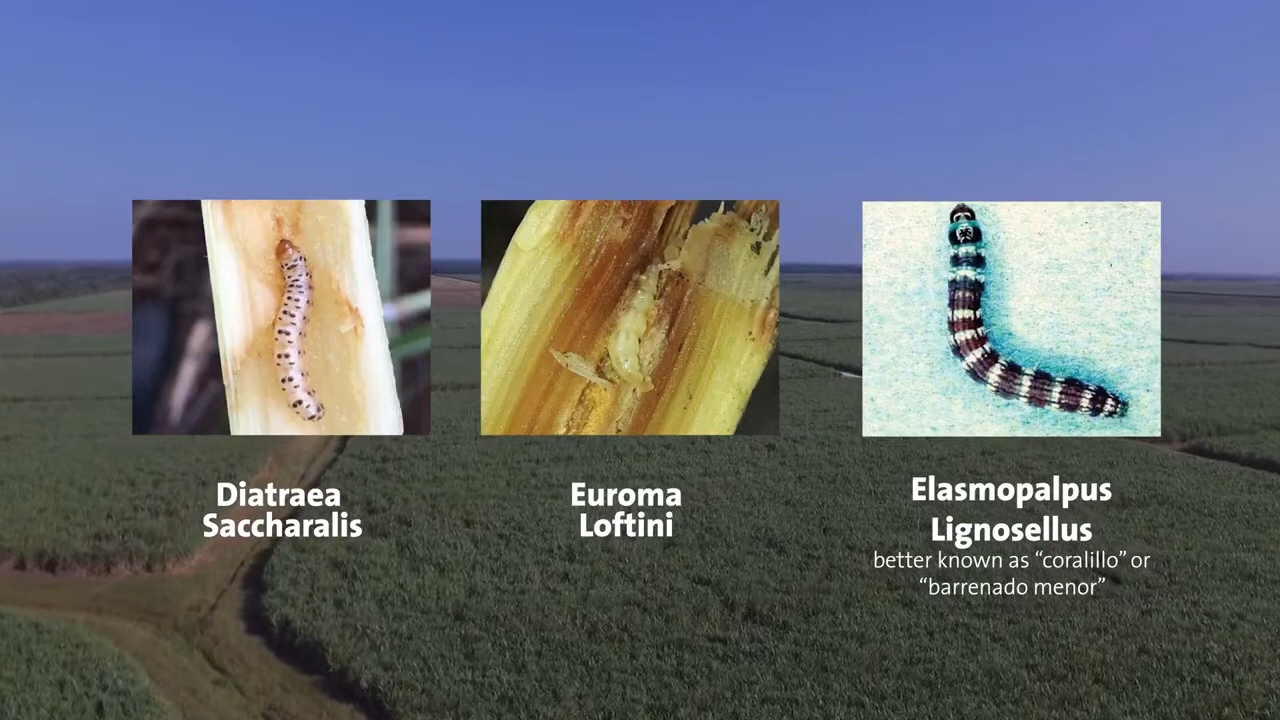 Diatraea
Saccharalis
Euroma
Loftini
Elasmopalpus
Lignosellus
better known as “coralillo” or
“barrenado menor”